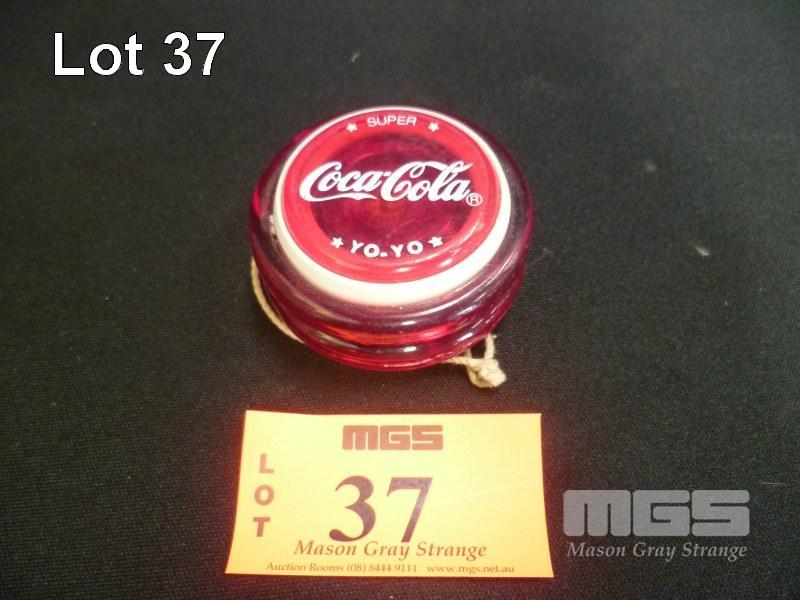 Lot 37
★ SUPER ★
Coca-Cola®
★ YO-YO ★
MGS
LOT
37
Mason Gray Strange
Auction Rooms (08) 8444 9111 www.mgs.net.au
MGS
Mason Gray Strange